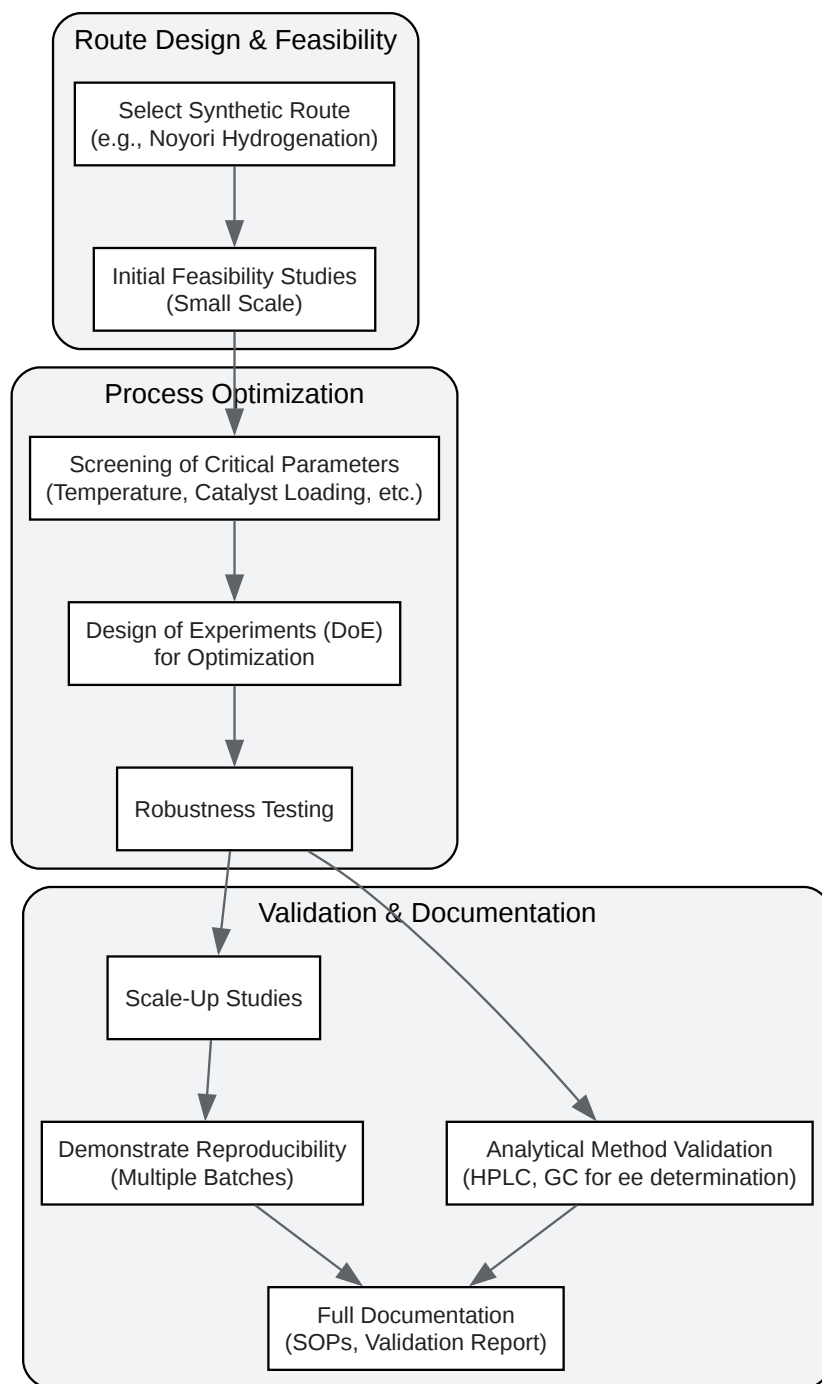 Route Design & Feasibility
Select Synthetic Route
(e.g., Noyori Hydrogenation)
Initial Feasibility Studies
(Small Scale)
Process Optimization
Screening of Critical Parameters
(Temperature, Catalyst Loading, etc.)
Design of Experiments (DoE)
for Optimization
Robustness Testing
Validation & Documentation
Scale-Up Studies
Demonstrate Reproducibility
(Multiple Batches)
Analytical Method Validation
(HPLC, GC for ee determination)
Full Documentation
(SOPs, Validation Report)